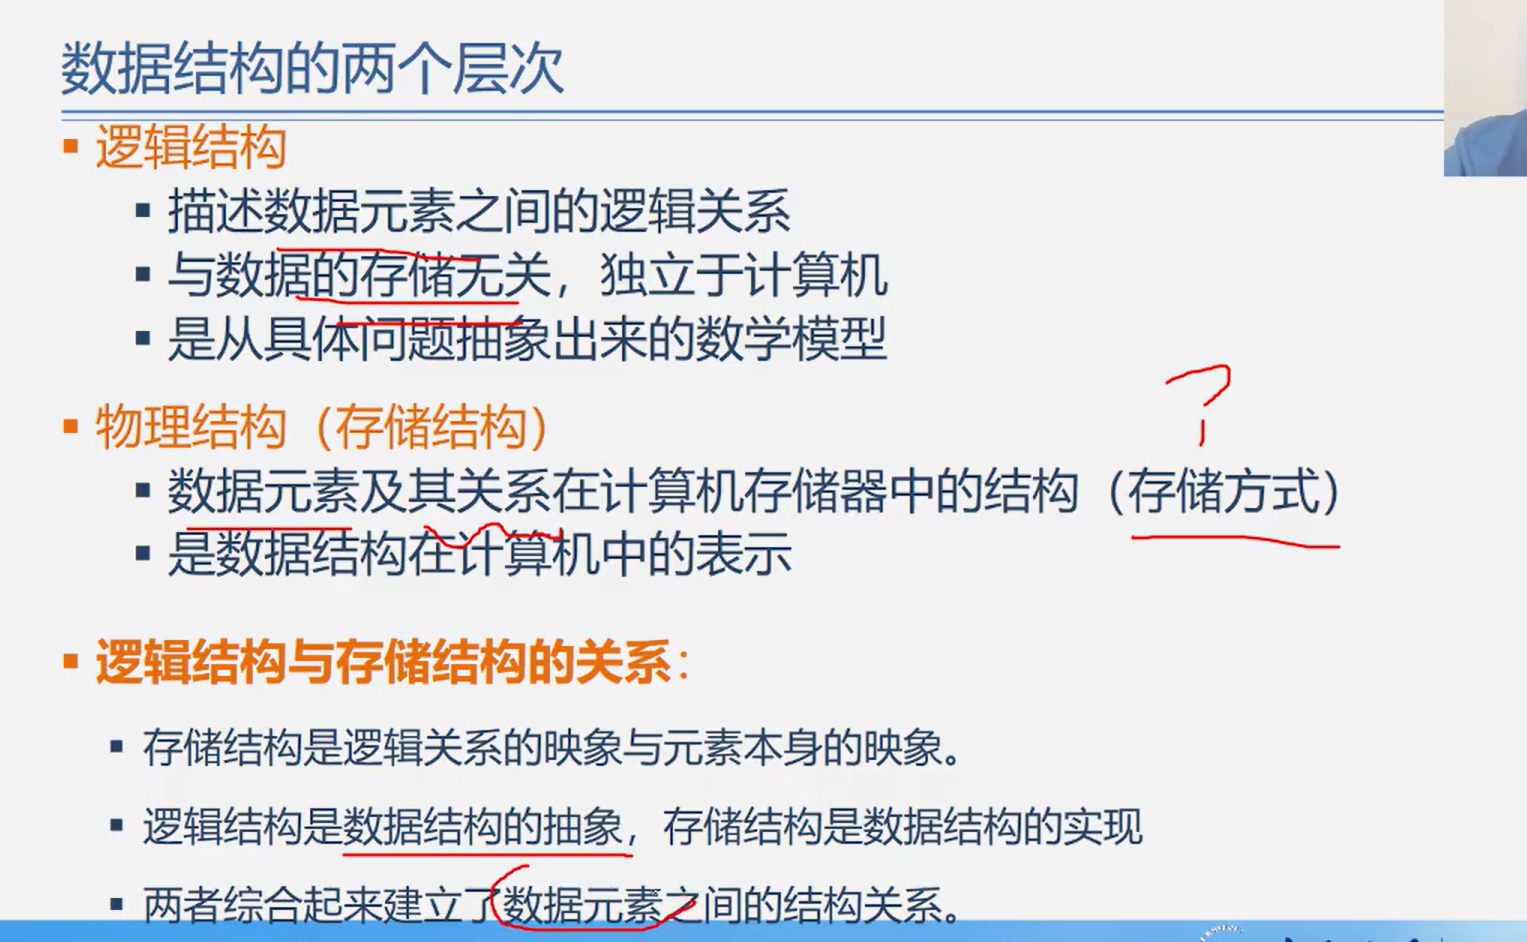 数据结构的两个层次
▪ 逻辑结构
▪ 描述数据元素之间的逻辑关系
▪ 与数据的存储无关，独立于计算机
▪ 是从具体问题抽象出来的数学模型
?
▪ 物理结构（存储结构）
▪ 数据元素及其关系在计算机存储器中的结构（存储方式）
▪ 是数据结构在计算机中的表示
▪ 逻辑结构与存储结构的关系：
▪ 存储结构是逻辑关系的映象与元素本身的映象。
▪ 逻辑结构是数据结构的抽象，存储结构是数据结构的实现
▪ 两者综合起来建立了数据元素之间的结构关系。